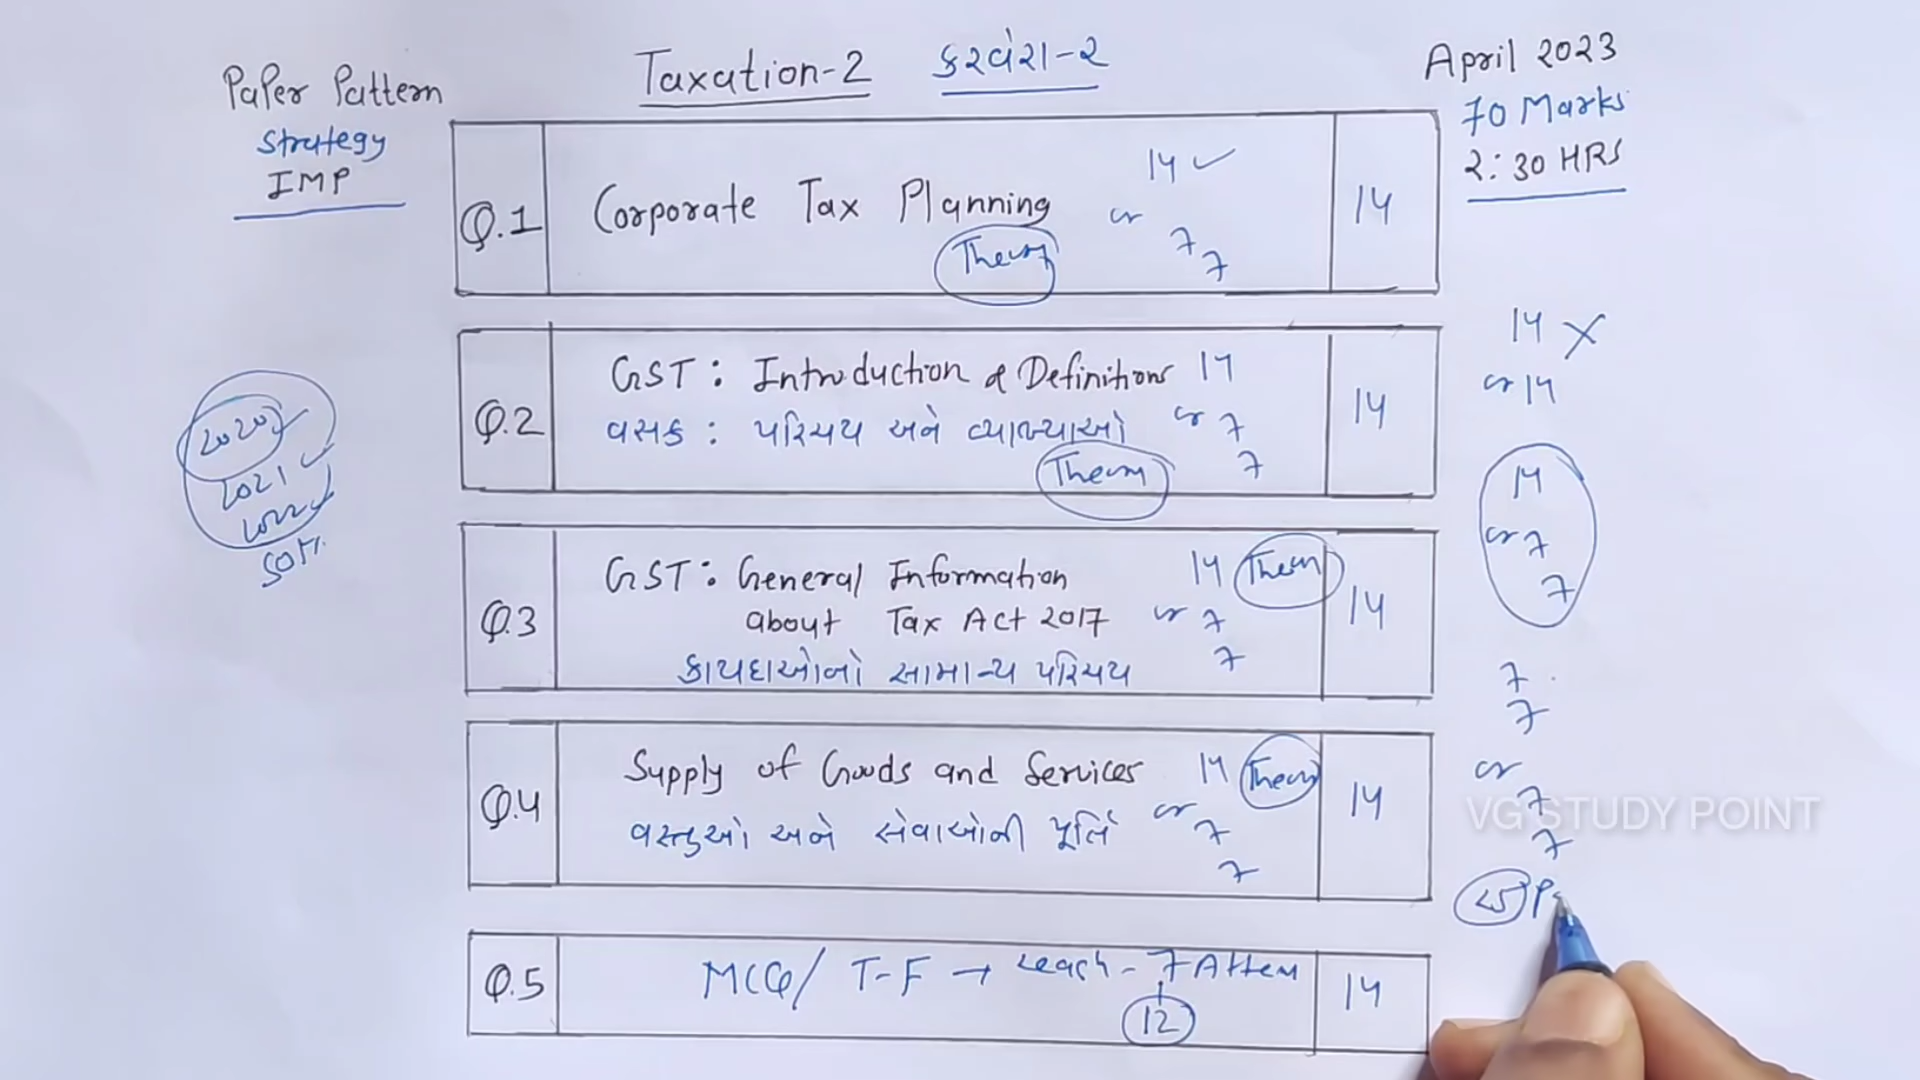 Paper Pattern
Strategy
IMP
Taxation-2 કરવેરા-૨
April 2023
70 Marks
2:30 HRS
Q.1 Corporate Tax Planning 14 ✓ 14
or 7
7
Theory
Q.2 GST : Introduction & Definitions 14 14
વસક : પરિચય અને વ્યાખ્યાઓ or 7
7
Theory
Q.3 GST : General Information 14 Theory 14
about Tax Act 2017 or 7
7
કાયદાઓનો સામાન્ય પરિચય
Q.4 Supply of Goods and Services 14 Theory 14
વસ્તુઓ અને સેવાઓની પૂર્તિ or 7
7
Q.5 MCQ/ T-F → 7 Attem 14
12
2020
2021 ✓
2022
50%
14 X
or 14
14
or 7
7
7
7
or
7
7
VG STUDY POINT